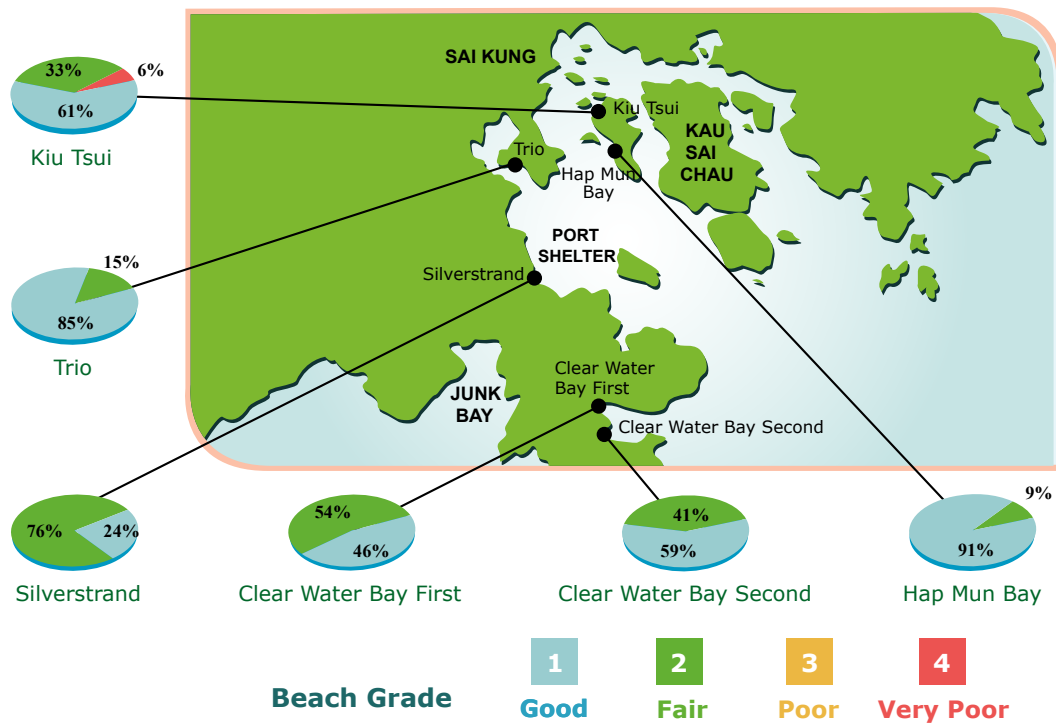 33%
6%
61%
Kiu Tsui
15%
85%
Trio
SAI KUNG
Kiu Tsui
KAU
SAI
CHAU
Trio
Hap Mun
Bay
PORT
SHELTER
Silverstrand
Clear Water
Bay First
JUNK
BAY
Clear Water Bay Second
76%
24%
Silverstrand
54%
46%
Clear Water Bay First
41%
59%
Clear Water Bay Second
9%
91%
Hap Mun Bay
Beach Grade
1
Good
2
Fair
3
Poor
4
Very Poor